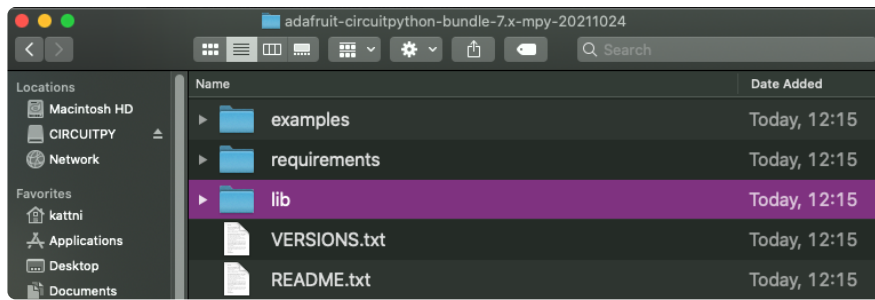 adafruit-circuitpython-bundle-7.x-mpy-20211024
Search
Locations
Macintosh HD
CIRCUITPY
Network
Favorites
kattni
Applications
Desktop
Documents
Name Date Added
examples Today, 12:15
requirements Today, 12:15
lib Today, 12:15
VERSIONS.txt Today, 12:15
README.txt Today, 12:15